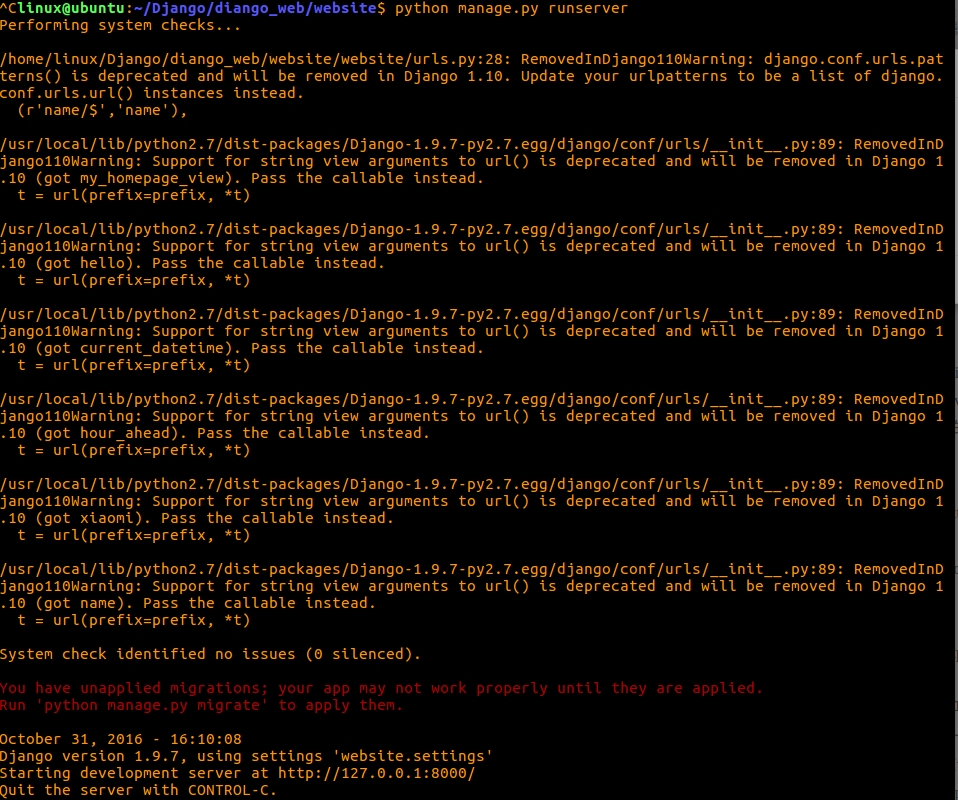 ^Clinux@ubuntu:~/Django/diango_web/website$ python manage.py runserver
Performing system checks...
/home/linux/Django/diango_web/website/website/urls.py:28: RemovedInDjango110Warning: django.conf.urls.pat
terns() is deprecated and will be removed in Django 1.10. Update your urlpatterns to be a list of django.
conf.urls.url() instances instead.
  (r'name/$','name'),
/usr/local/lib/python2.7/dist-packages/Django-1.9.7-py2.7.egg/django/conf/urls/__init__.py:89: RemovedInD
jango110Warning: Support for string view arguments to url() is deprecated and will be removed in Django 1
.10 (got my_homepage_view). Pass the callable instead.
  t = url(prefix=prefix, *t)
/usr/local/lib/python2.7/dist-packages/Django-1.9.7-py2.7.egg/django/conf/urls/__init__.py:89: RemovedInD
jango110Warning: Support for string view arguments to url() is deprecated and will be removed in Django 1
.10 (got hello). Pass the callable instead.
  t = url(prefix=prefix, *t)
/usr/local/lib/python2.7/dist-packages/Django-1.9.7-py2.7.egg/django/conf/urls/__init__.py:89: RemovedInD
jango110Warning: Support for string view arguments to url() is deprecated and will be removed in Django 1
.10 (got current_datetime). Pass the callable instead.
  t = url(prefix=prefix, *t)
/usr/local/lib/python2.7/dist-packages/Django-1.9.7-py2.7.egg/django/conf/urls/__init__.py:89: RemovedInD
jango110Warning: Support for string view arguments to url() is deprecated and will be removed in Django 1
.10 (got hour_ahead). Pass the callable instead.
  t = url(prefix=prefix, *t)
/usr/local/lib/python2.7/dist-packages/Django-1.9.7-py2.7.egg/django/conf/urls/__init__.py:89: RemovedInD
jango110Warning: Support for string view arguments to url() is deprecated and will be removed in Django 1
.10 (got xiaomi). Pass the callable instead.
  t = url(prefix=prefix, *t)
/usr/local/lib/python2.7/dist-packages/Django-1.9.7-py2.7.egg/django/conf/urls/__init__.py:89: RemovedInD
jango110Warning: Support for string view arguments to url() is deprecated and will be removed in Django 1
.10 (got name). Pass the callable instead.
  t = url(prefix=prefix, *t)
System check identified no issues (0 silenced).
You have unapplied migrations; your app may not work properly until they are applied.
Run 'python manage.py migrate' to apply them.
October 31, 2016 - 16:10:08
Django version 1.9.7, using settings 'website.settings'
Starting development server at http://127.0.0.1:8000/
Quit the server with CONTROL-C.